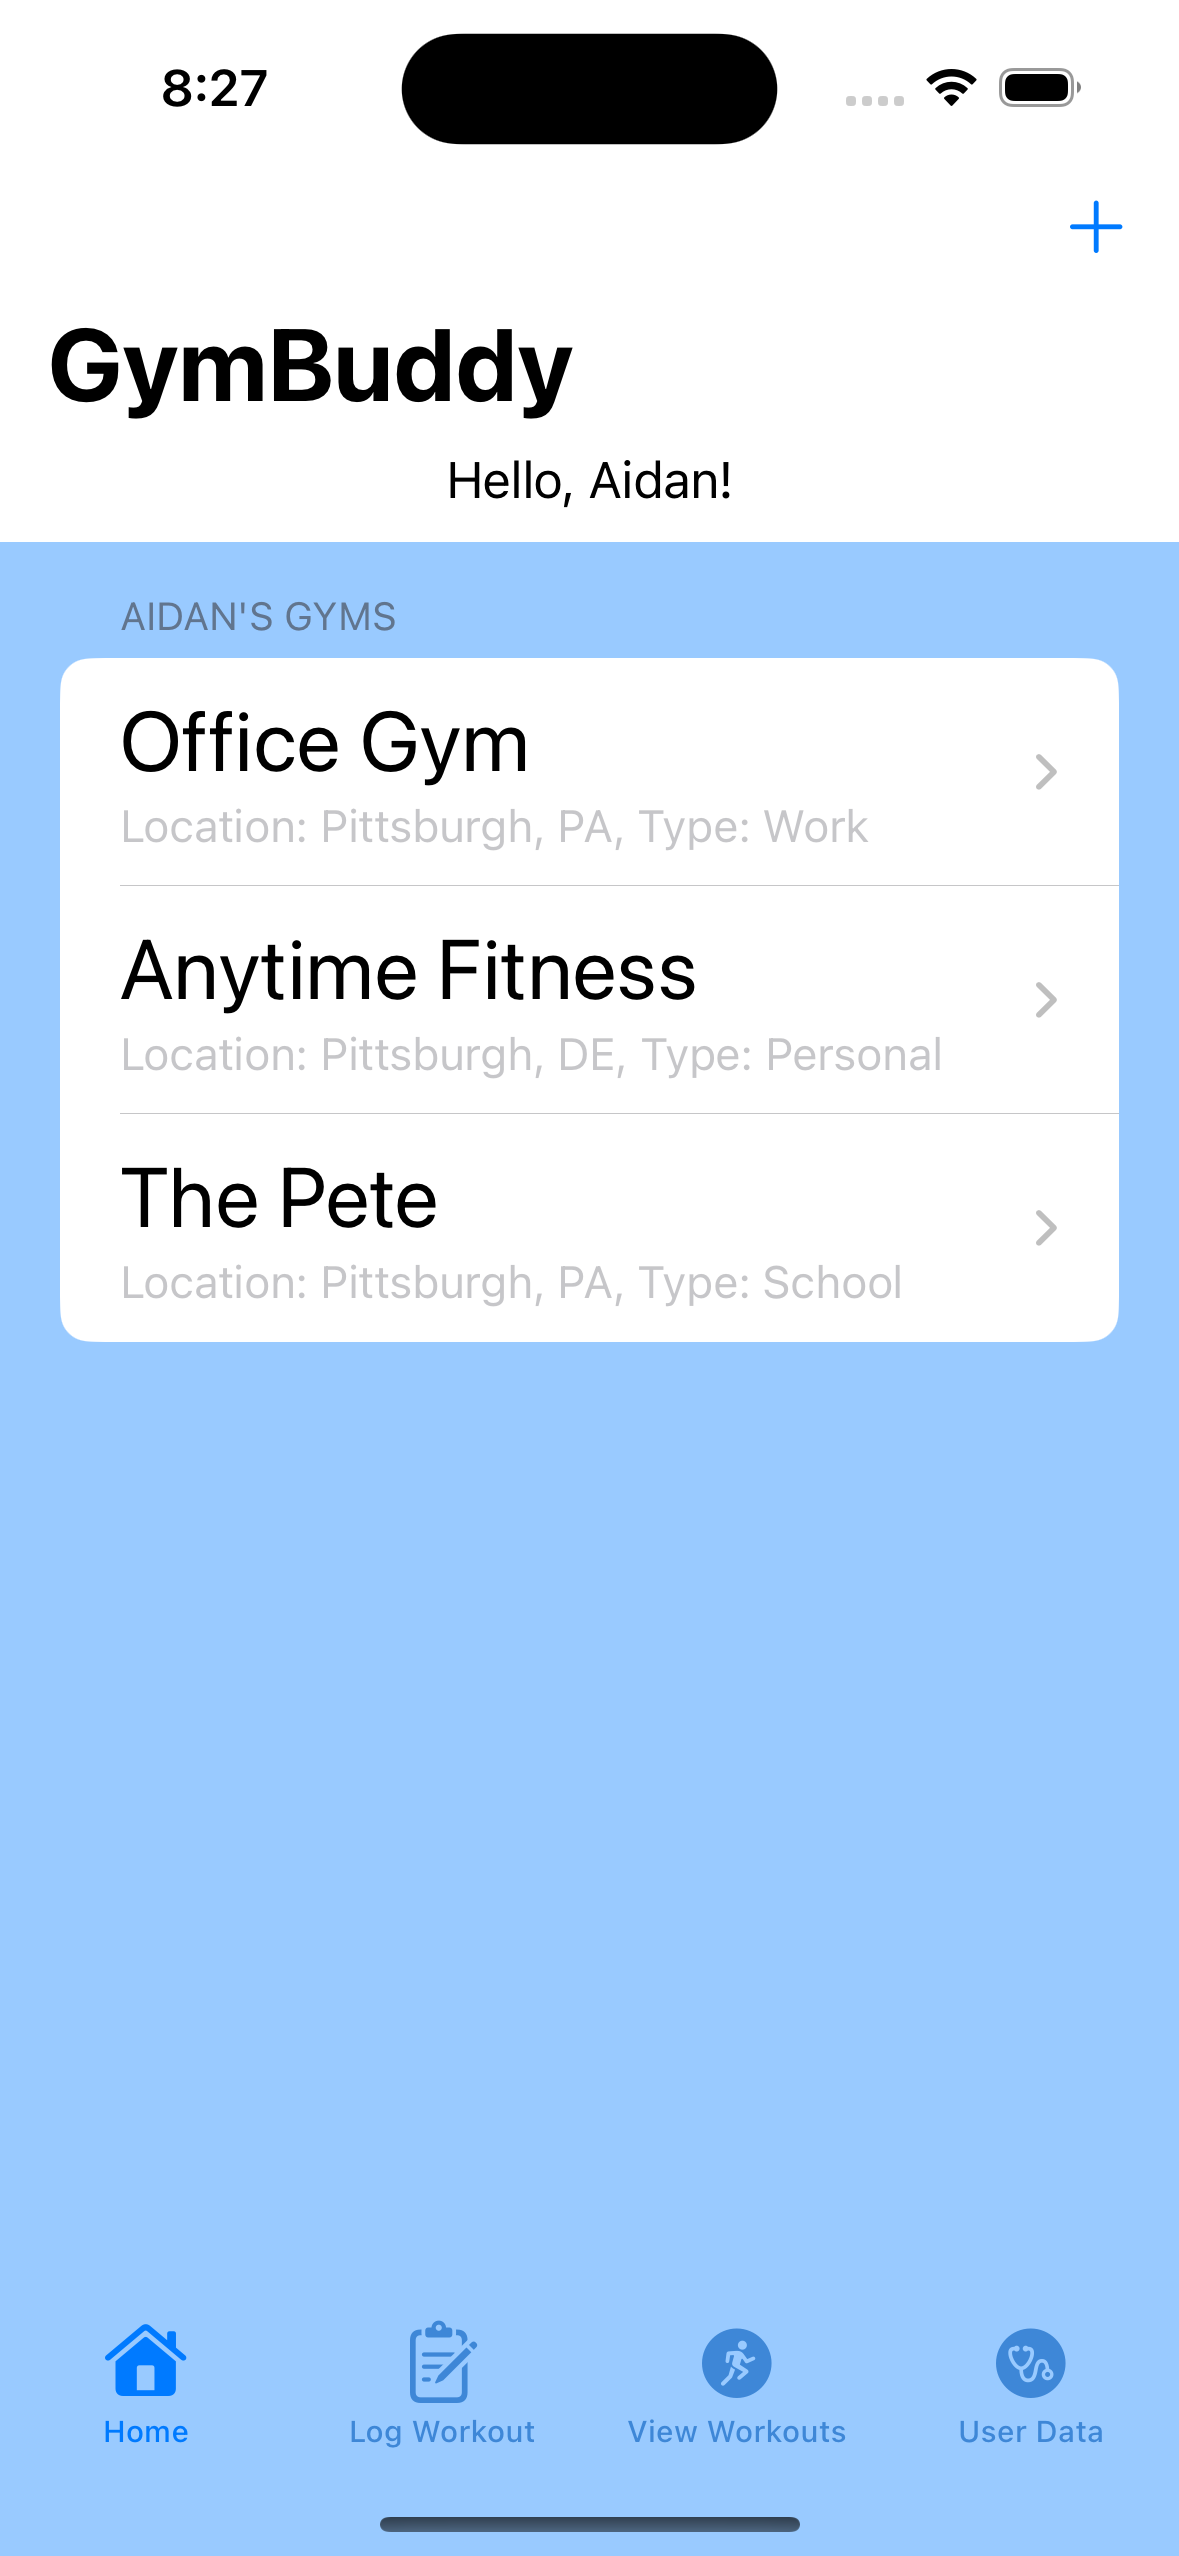 8:27
GymBuddy
Hello, Aidan!
AIDAN'S GYMS
Office Gym
Location: Pittsburgh, PA, Type: Work
Anytime Fitness
Location: Pittsburgh, DE, Type: Personal
The Pete
Location: Pittsburgh, PA, Type: School
Home
Log Workout
View Workouts
User Data